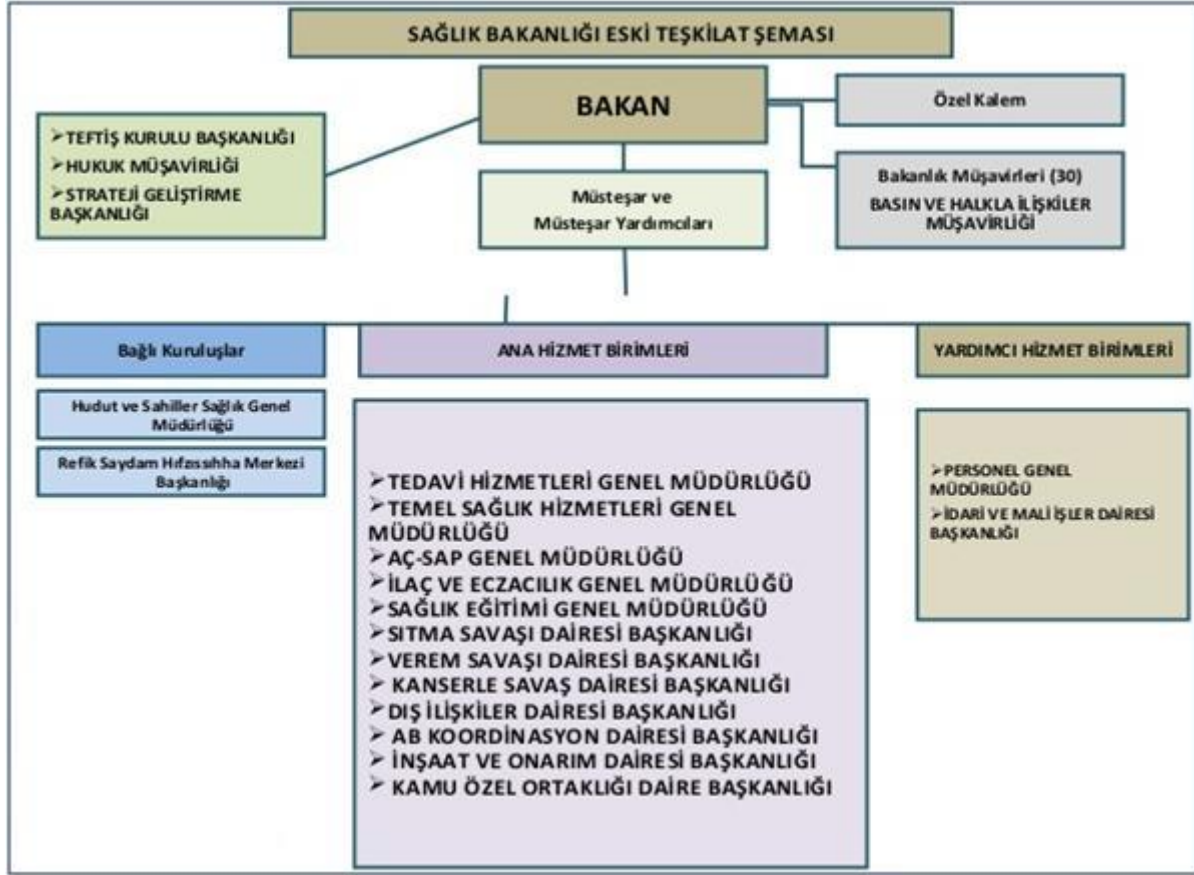 SAĞLIK BAKANLIĞI ESKİ TEŞKİLAT ŞEMASI
BAKAN
Özel Kalem
➢TEFTİŞ KURULU BAŞKANLIĞI
➢HUKUK MÜŞAVİRLİĞİ
➢STRATEJİ GELİŞTİRME
BAŞKANLIĞI
Müsteşar ve
Müsteşar Yardımcıları
Bakanlık Müşavirleri (30)
BASIN VE HALKLA İLİŞKİLER
MÜŞAVİRLİĞİ
Bağlı Kuruluşlar
Hudut ve Sahiller Sağlık Genel
Müdürlüğü
Refik Saydam Hıfzıssıhha Merkezi
Başkanlığı
ANA HİZMET BİRİMLERİ
➢TEDAVİ HİZMETLERİ GENEL MÜDÜRLÜĞÜ
➢TEMEL SAĞLIK HİZMETLERİ GENEL
MÜDÜRLÜĞÜ
➢AÇ-SAP GENEL MÜDÜRLÜĞÜ
➢İLAÇ VE ECZACILIK GENEL MÜDÜRLÜĞÜ
➢SAĞLIK EĞİTİMİ GENEL MÜDÜRLÜĞÜ
➢SITMA SAVAŞI DAİRESİ BAŞKANLIĞI
➢VEREM SAVAŞI DAİRESİ BAŞKANLIĞI
➢ KANSERLE SAVAŞ DAİRESİ BAŞKANLIĞI
➢DIŞ İLİŞKİLER DAİRESİ BAŞKANLIĞI
➢ AB KOORDİNASYON DAİRESİ BAŞKANLIĞI
➢ İNŞAAT VE ONARIM DAİRESİ BAŞKANLIĞI
➢ KAMU ÖZEL ORTAKLIĞI DAİRE BAŞKANLIĞI
YARDIMCI HİZMET BİRİMLERİ
➢PERSONEL GENEL
MÜDÜRLÜĞÜ
➢İDARİ VE MALİ İŞLER DAİRESİ
BAŞKANLIĞI